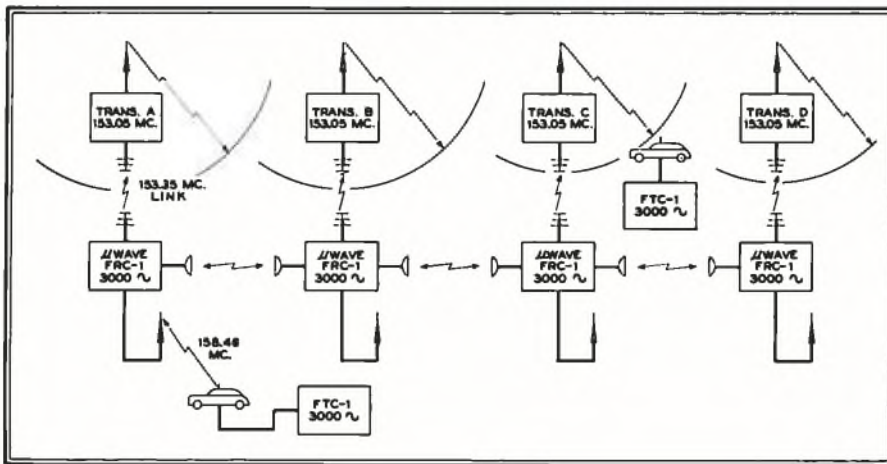 TRANS. A
153.05 MC.
TRANS. B
153.05 MC.
TRANS. C
153.05 MC.
TRANS. D
153.05 MC.
153.35 MC.
LINK
FTC-1
3000 ~
μWAVE
FRC-1
3000 ~
μWAVE
FRC-1
3000 ~
μWAVE
FRC-1
3000 ~
μWAVE
FRC-1
3000 ~
158.46
MC.
FTC-1
3000 ~